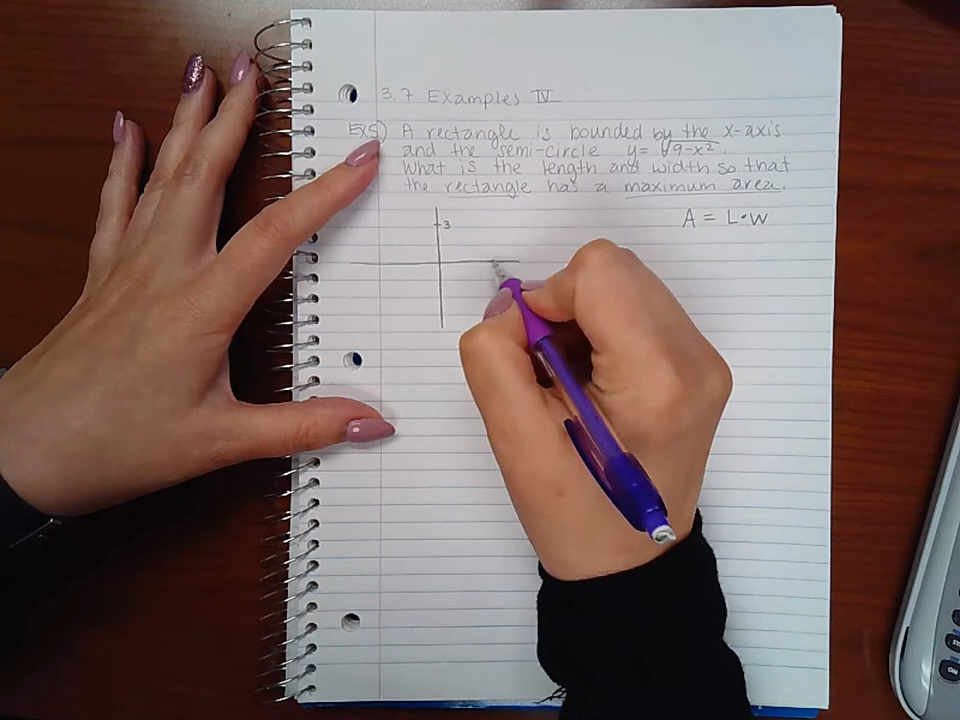 3.7 Examples IV
Ex5) A rectangle is bounded by the x-axis
and the semi-circle y= √9-x².
What is the length and width so that
the rectangle has a maximum area.
3
A = L•W